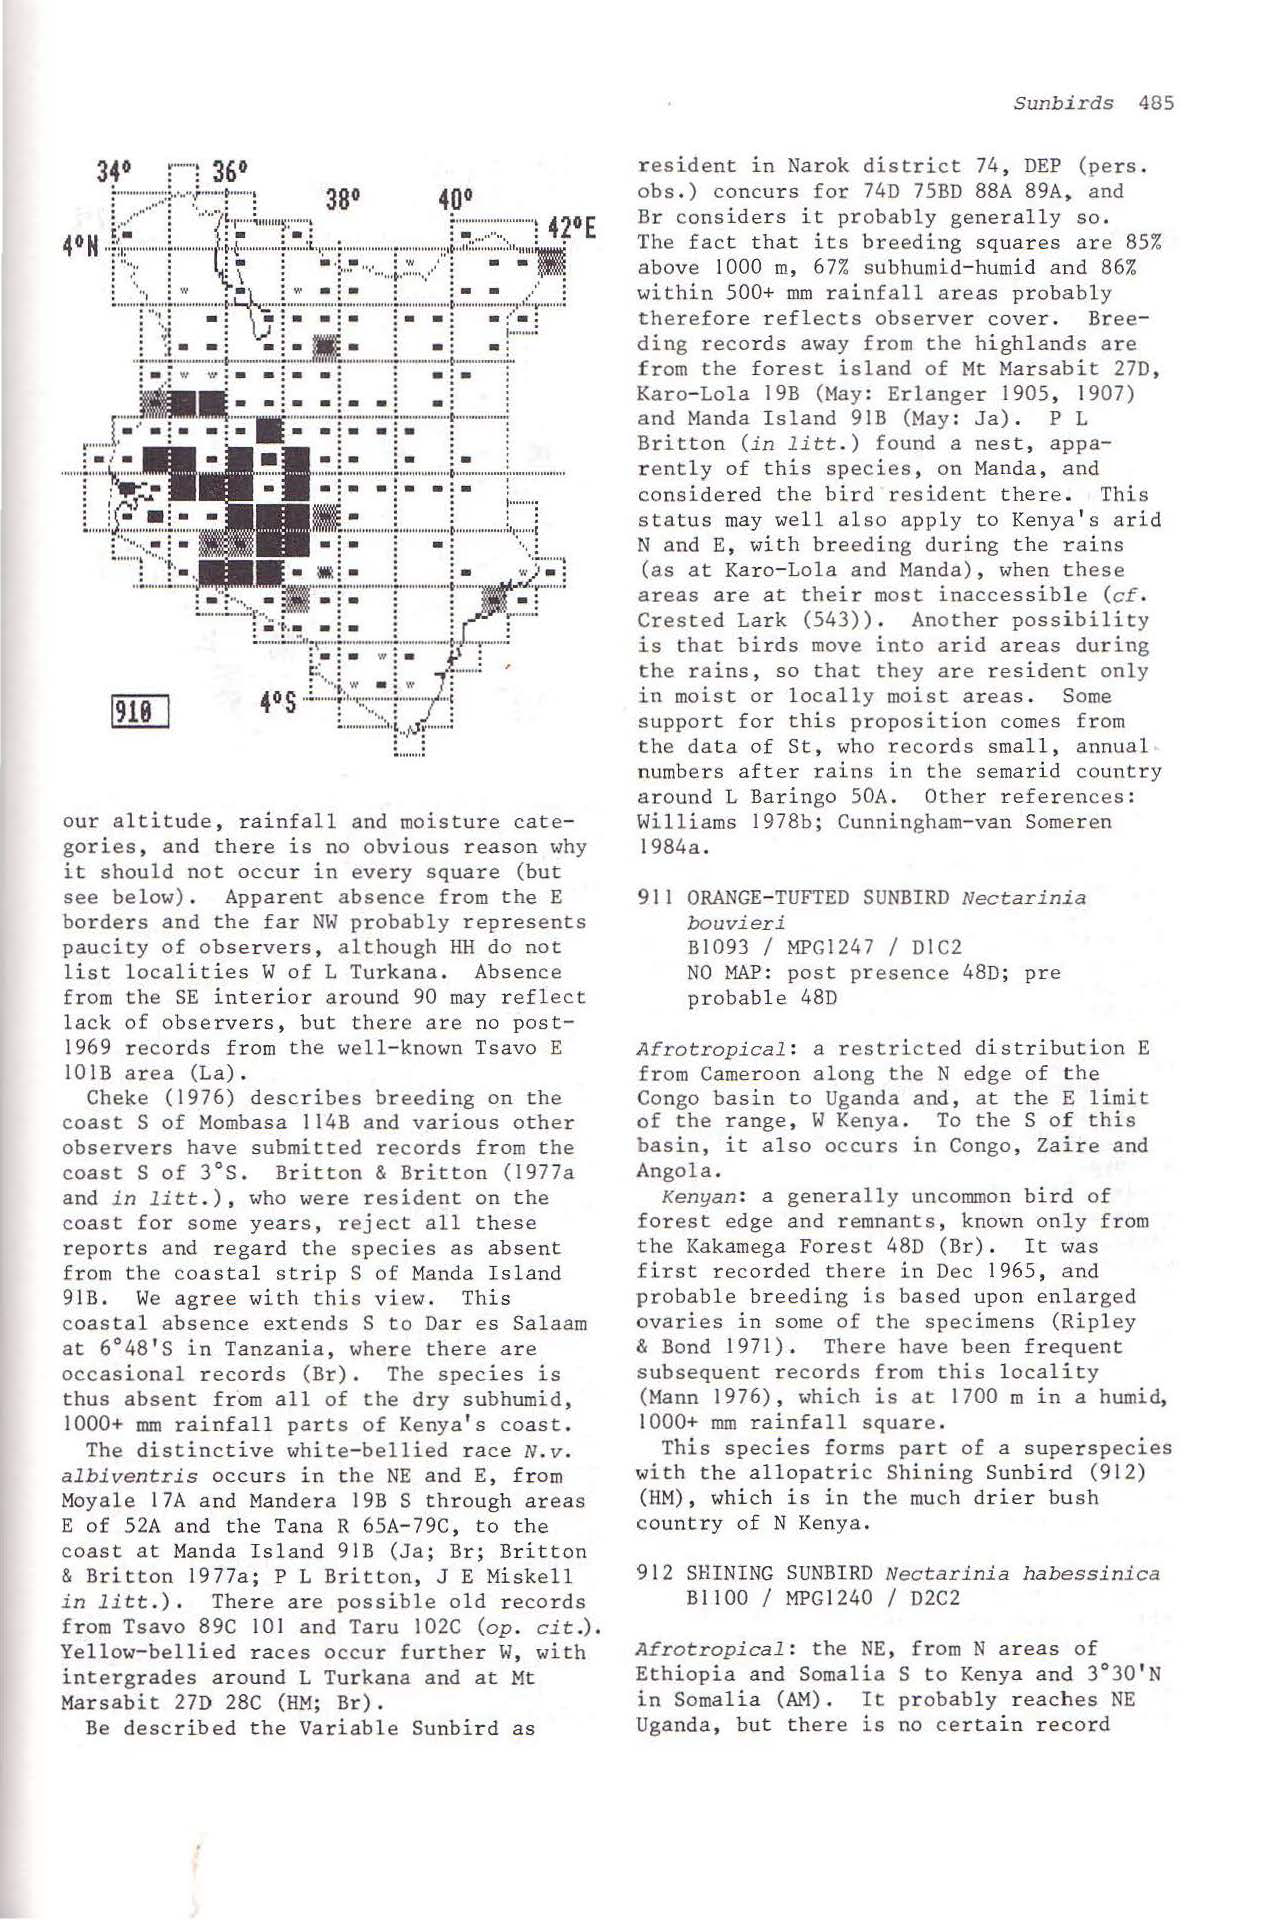 Sunbirds 485
34° 36°
38° 40°
42°E
4°N
4°S
910
our altitude, rainfall and moisture cate-
gories, and there is no obvious reason why
it should not occur in every square (but
see below). Apparent absence from the E
borders and the far NW probably represents
paucity of observers, although HH do not
list localities W of L Turkana. Absence
from the SE interior around 90 may reflect
lack of observers, but there are no post-
1969 records from the well-known Tsavo E
101B area (La).
Cheke (1976) describes breeding on the
coast S of Mombasa 114B and various other
observers have submitted records from the
coast S of 3°S. Britton & Britton (1977a
and in litt.), who were resident on the
coast for some years, reject all these
reports and regard the species as absent
from the coastal strip S of Manda Island
91B. We agree with this view. This
coastal absence extends S to Dar es Salaam
at 6°48'S in Tanzania, where there are
occasional records (Br). The species is
thus absent from all of the dry subhumid,
1000+ mm rainfall parts of Kenya's coast.
The distinctive white-bellied race N.v.
albiventris occurs in the NE and E, from
Moyale 17A and Mandera 19B S through areas
E of 52A and the Tana R 65A-79C, to the
coast at Manda Island 91B (Ja; Br; Britton
& Britton 1977a; P L Britton, J E Miskell
in litt.). There are possible old records
from Tsavo 89C 101 and Taru 102C (op. cit.).
Yellow-bellied races occur further W, with
intergrades around L Turkana and at Mt
Marsabit 27D 28C (HM; Br).
Be described the Variable Sunbird as
resident in Narok district 74, DEP (pers.
obs.) concurs for 74D 75BD 88A 89A, and
Br considers it probably generally so.
The fact that its breeding squares are 85%
above 1000 m, 67% subhumid-humid and 86%
within 500+ mm rainfall areas probably
therefore reflects observer cover. Bree-
ding records away from the highlands are
from the forest island of Mt Marsabit 27D,
Karo-Lola 19B (May: Erlanger 1905, 1907)
and Manda Island 91B (May: Ja). P L
Britton (in litt.) found a nest, appa-
rently of this species, on Manda, and
considered the bird resident there. This
status may well also apply to Kenya's arid
N and E, with breeding during the rains
(as at Karo-Lola and Manda), when these
areas are at their most inaccessible (cf.
Crested Lark (543)). Another possibility
is that birds move into arid areas during
the rains, so that they are resident only
in moist or locally moist areas. Some
support for this proposition comes from
the data of St, who records small, annual
numbers after rains in the semarid country
around L Baringo 50A. Other references:
Williams 1978b; Cunningham-van Someren
1984a.
911 ORANGE-TUFTED SUNBIRD Nectarinia
bouvieri
B1093 / MPG1247 / D1C2
NO MAP: post presence 48D; pre
probable 48D
Afrotropical: a restricted distribution E
from Cameroon along the N edge of the
Congo basin to Uganda and, at the E limit
of the range, W Kenya. To the S of this
basin, it also occurs in Congo, Zaire and
Angola.
Kenyan: a generally uncommon bird of
forest edge and remnants, known only from
the Kakamega Forest 48D (Br). It was
first recorded there in Dec 1965, and
probable breeding is based upon enlarged
ovaries in some of the specimens (Ripley
& Bond 1971). There have been frequent
subsequent records from this locality
(Mann 1976), which is at 1700 m in a humid,
1000+ mm rainfall square.
This species forms part of a superspecies
with the allopatric Shining Sunbird (912)
(HM), which is in the much drier bush
country of N Kenya.
912 SHINING SUNBIRD Nectarinia habessinica
B1100 / MPG1240 / D2C2
Afrotropical: the NE, from N areas of
Ethiopia and Somalia S to Kenya and 3°30'N
in Somalia (AM). It probably reaches NE
Uganda, but there is no certain record